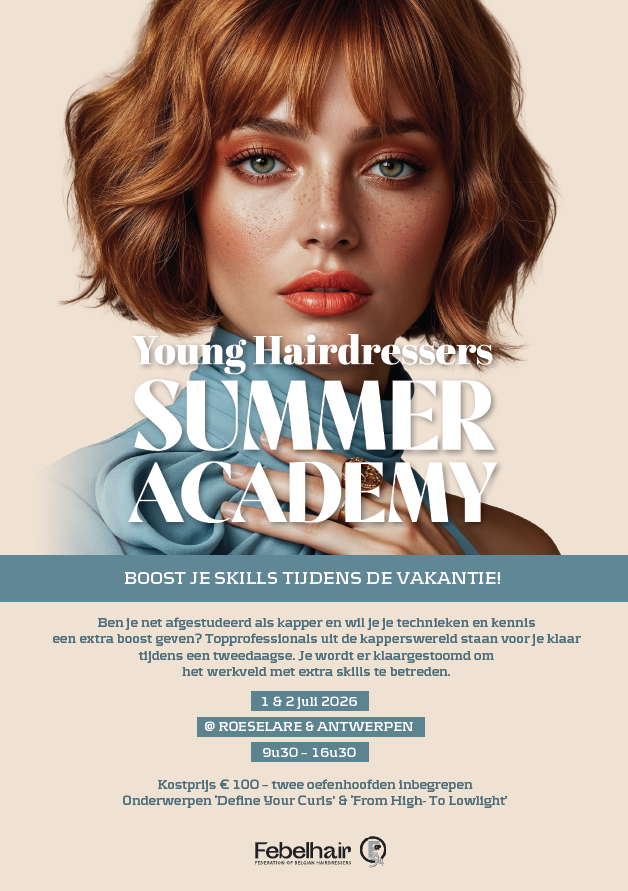 Young Hairdressers
SUMMER
ACADEMY
BOOST JE SKILLS TIJDENS DE VAKANTIE!
Ben je net afgestudeerd als kapper en wil je je technieken en kennis
een extra boost geven? Topprofessionals uit de kapperswereld staan voor je klaar
tijdens een tweedaagse. Je wordt er klaargestoomd om
het werkveld met extra skills te betreden.
1 & 2 juli 2026
@ ROESELARE & ANTWERPEN
9u30 – 16u30
Kostprijs € 100 – twee oefenhoofden inbegrepen
Onderwerpen 'Define Your Curls' & 'From High- To Lowlight'
Febelhair
FEDERATION OF BELGIAN HAIRDRESSERS